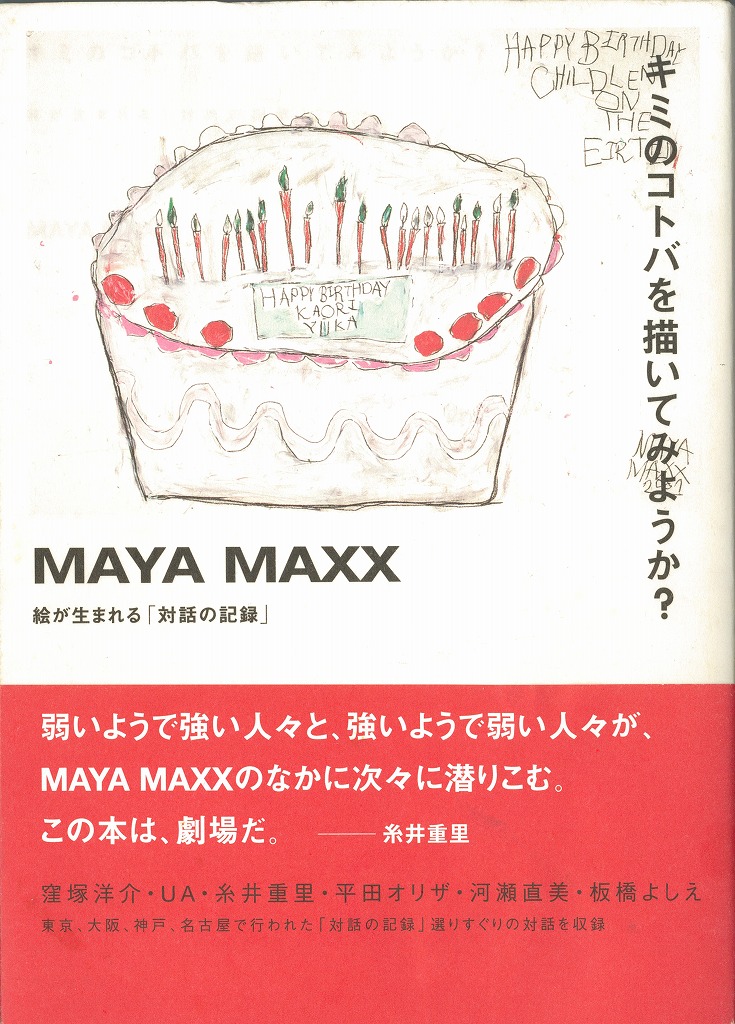 HAPPY BIRTHDAY
CHILDLEN
ON
THE
キミのコトバを描いてみようか?
HAPPY BIRTHDAY
KAORI
YUKA
MAYA
MAXX
MAYA MAXX
絵が生まれる「対話の記録」
弱いようで強い人々と、強いようで弱い人々が、
MAYA MAXXのなかに次々に潜りこむ。
この本は、劇場だ。 ——— 糸井重里
窪塚洋介・UA・糸井重里・平田オリザ・河瀬直美・板橋よしえ
東京、大阪、神戸、名古屋で行われた「対話の記録」選りすぐりの対話を収録